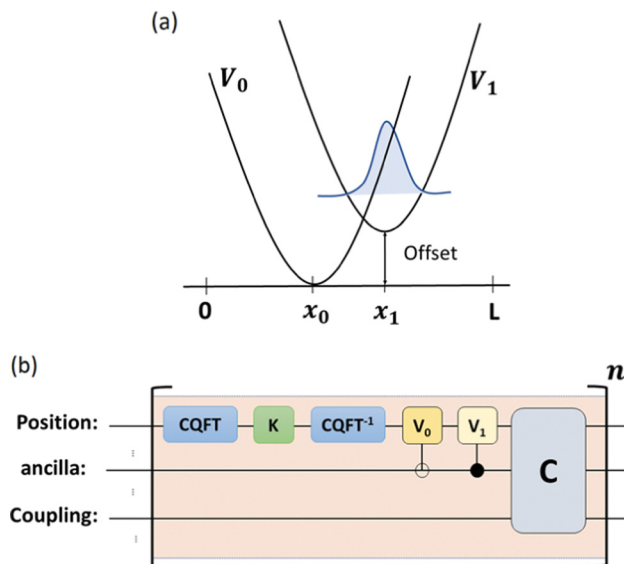 (a)
V₀
V₁
Offset
0
x₀
x₁
L
(b)
n
Position:
CQFT
K
CQFT⁻¹
V₀
V₁
ancilla:
C
Coupling: